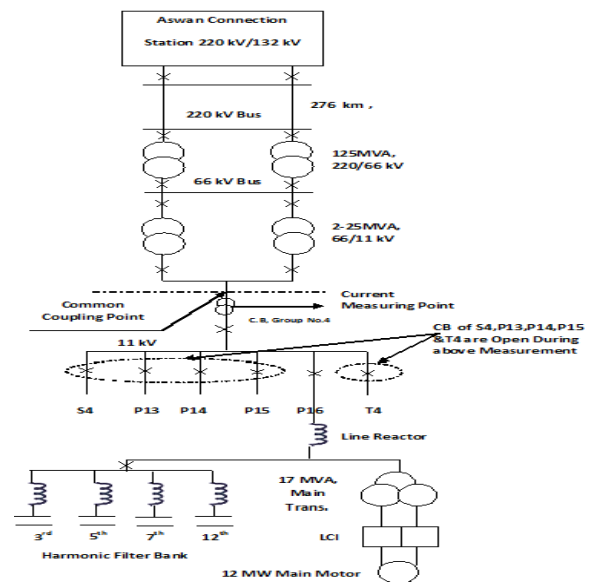 Aswan Connection
Station 220 kV/132 kV
276 km ,
220 kV Bus
125MVA,
220/66 kV
66 kV Bus
2-25MVA,
66/11 kV
Common
Coupling Point
Current
Measuring Point
C.B, Group No.4
11 kV
CB of S4,P13,P14,P15
&T4 are Open During
above Measurement
S4 P13 P14 P15 P16 T4
Line Reactor
17 MVA,
Main
Trans.
3rd 5th 7th 12th
LCI
Harmonic Filter Bank
12 MW Main Motor